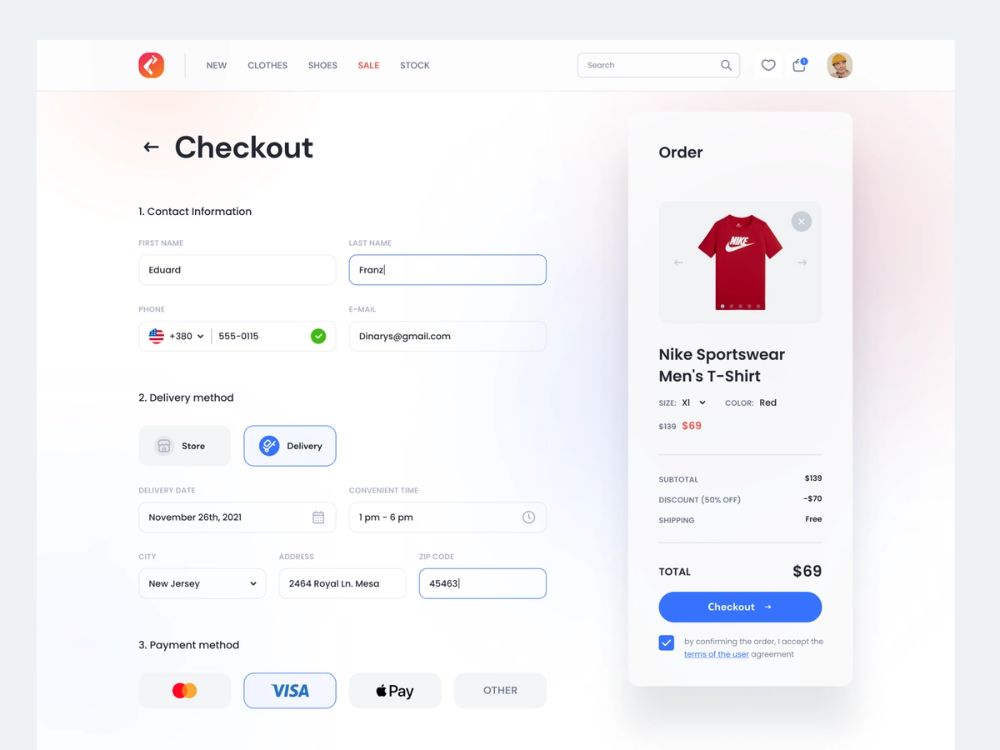 NEW CLOTHES SHOES SALE STOCK
Search
1
Checkout
1. Contact Information
FIRST NAME LAST NAME
Eduard Franz
PHONE E-MAIL
+380 555-0115 Dinarys@gmail.com
2. Delivery method
Store Delivery
DELIVERY DATE CONVENIENT TIME
November 26th, 2021 1 pm - 6 pm
CITY ADDRESS ZIP CODE
New Jersey 2464 Royal Ln. Mesa 45463
3. Payment method
VISA Pay OTHER
Order
NIKE
Nike Sportswear
Men's T-Shirt
SIZE: Xl COLOR: Red
$139 $69
SUBTOTAL $139
DISCOUNT (50% OFF) -$70
SHIPPING Free
TOTAL $69
Checkout →
by confirming the order, I accept the
terms of the user agreement